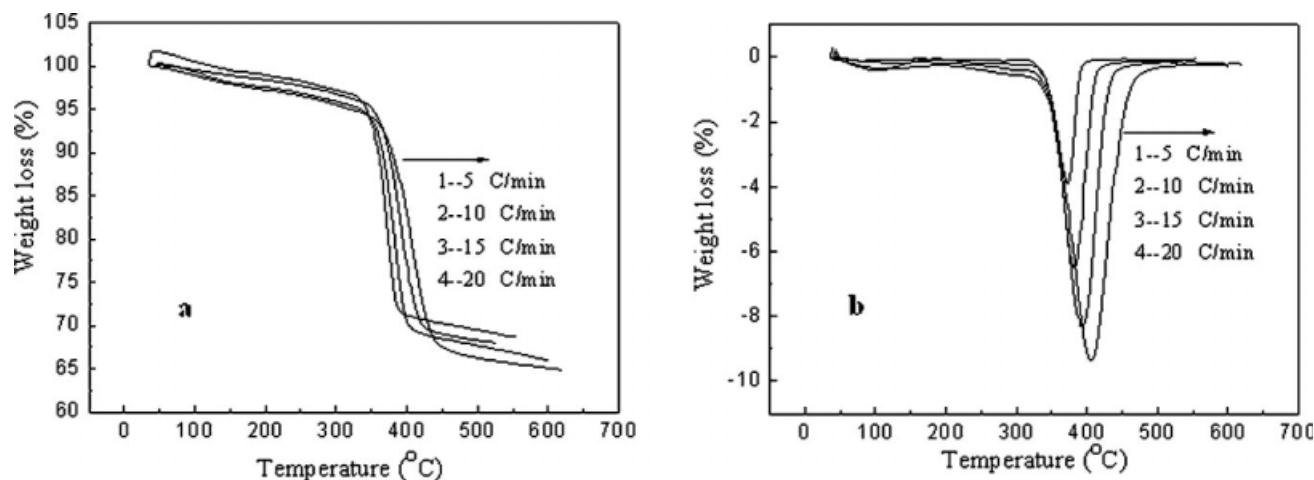 105
100
95
90
85
80
75
70
65
60
Weight loss (%)
1--5 C/min
2--10 C/min
3--15 C/min
4--20 C/min
a
0 100 200 300 400 500 600 700
Temperature (°C)
0
-2
-4
-6
-8
-10
Weight loss (%)
1--5 C/min
2--10 C/min
3--15 C/min
4--20 C/min
b
0 100 200 300 400 500 600 700
Temperature (°C)